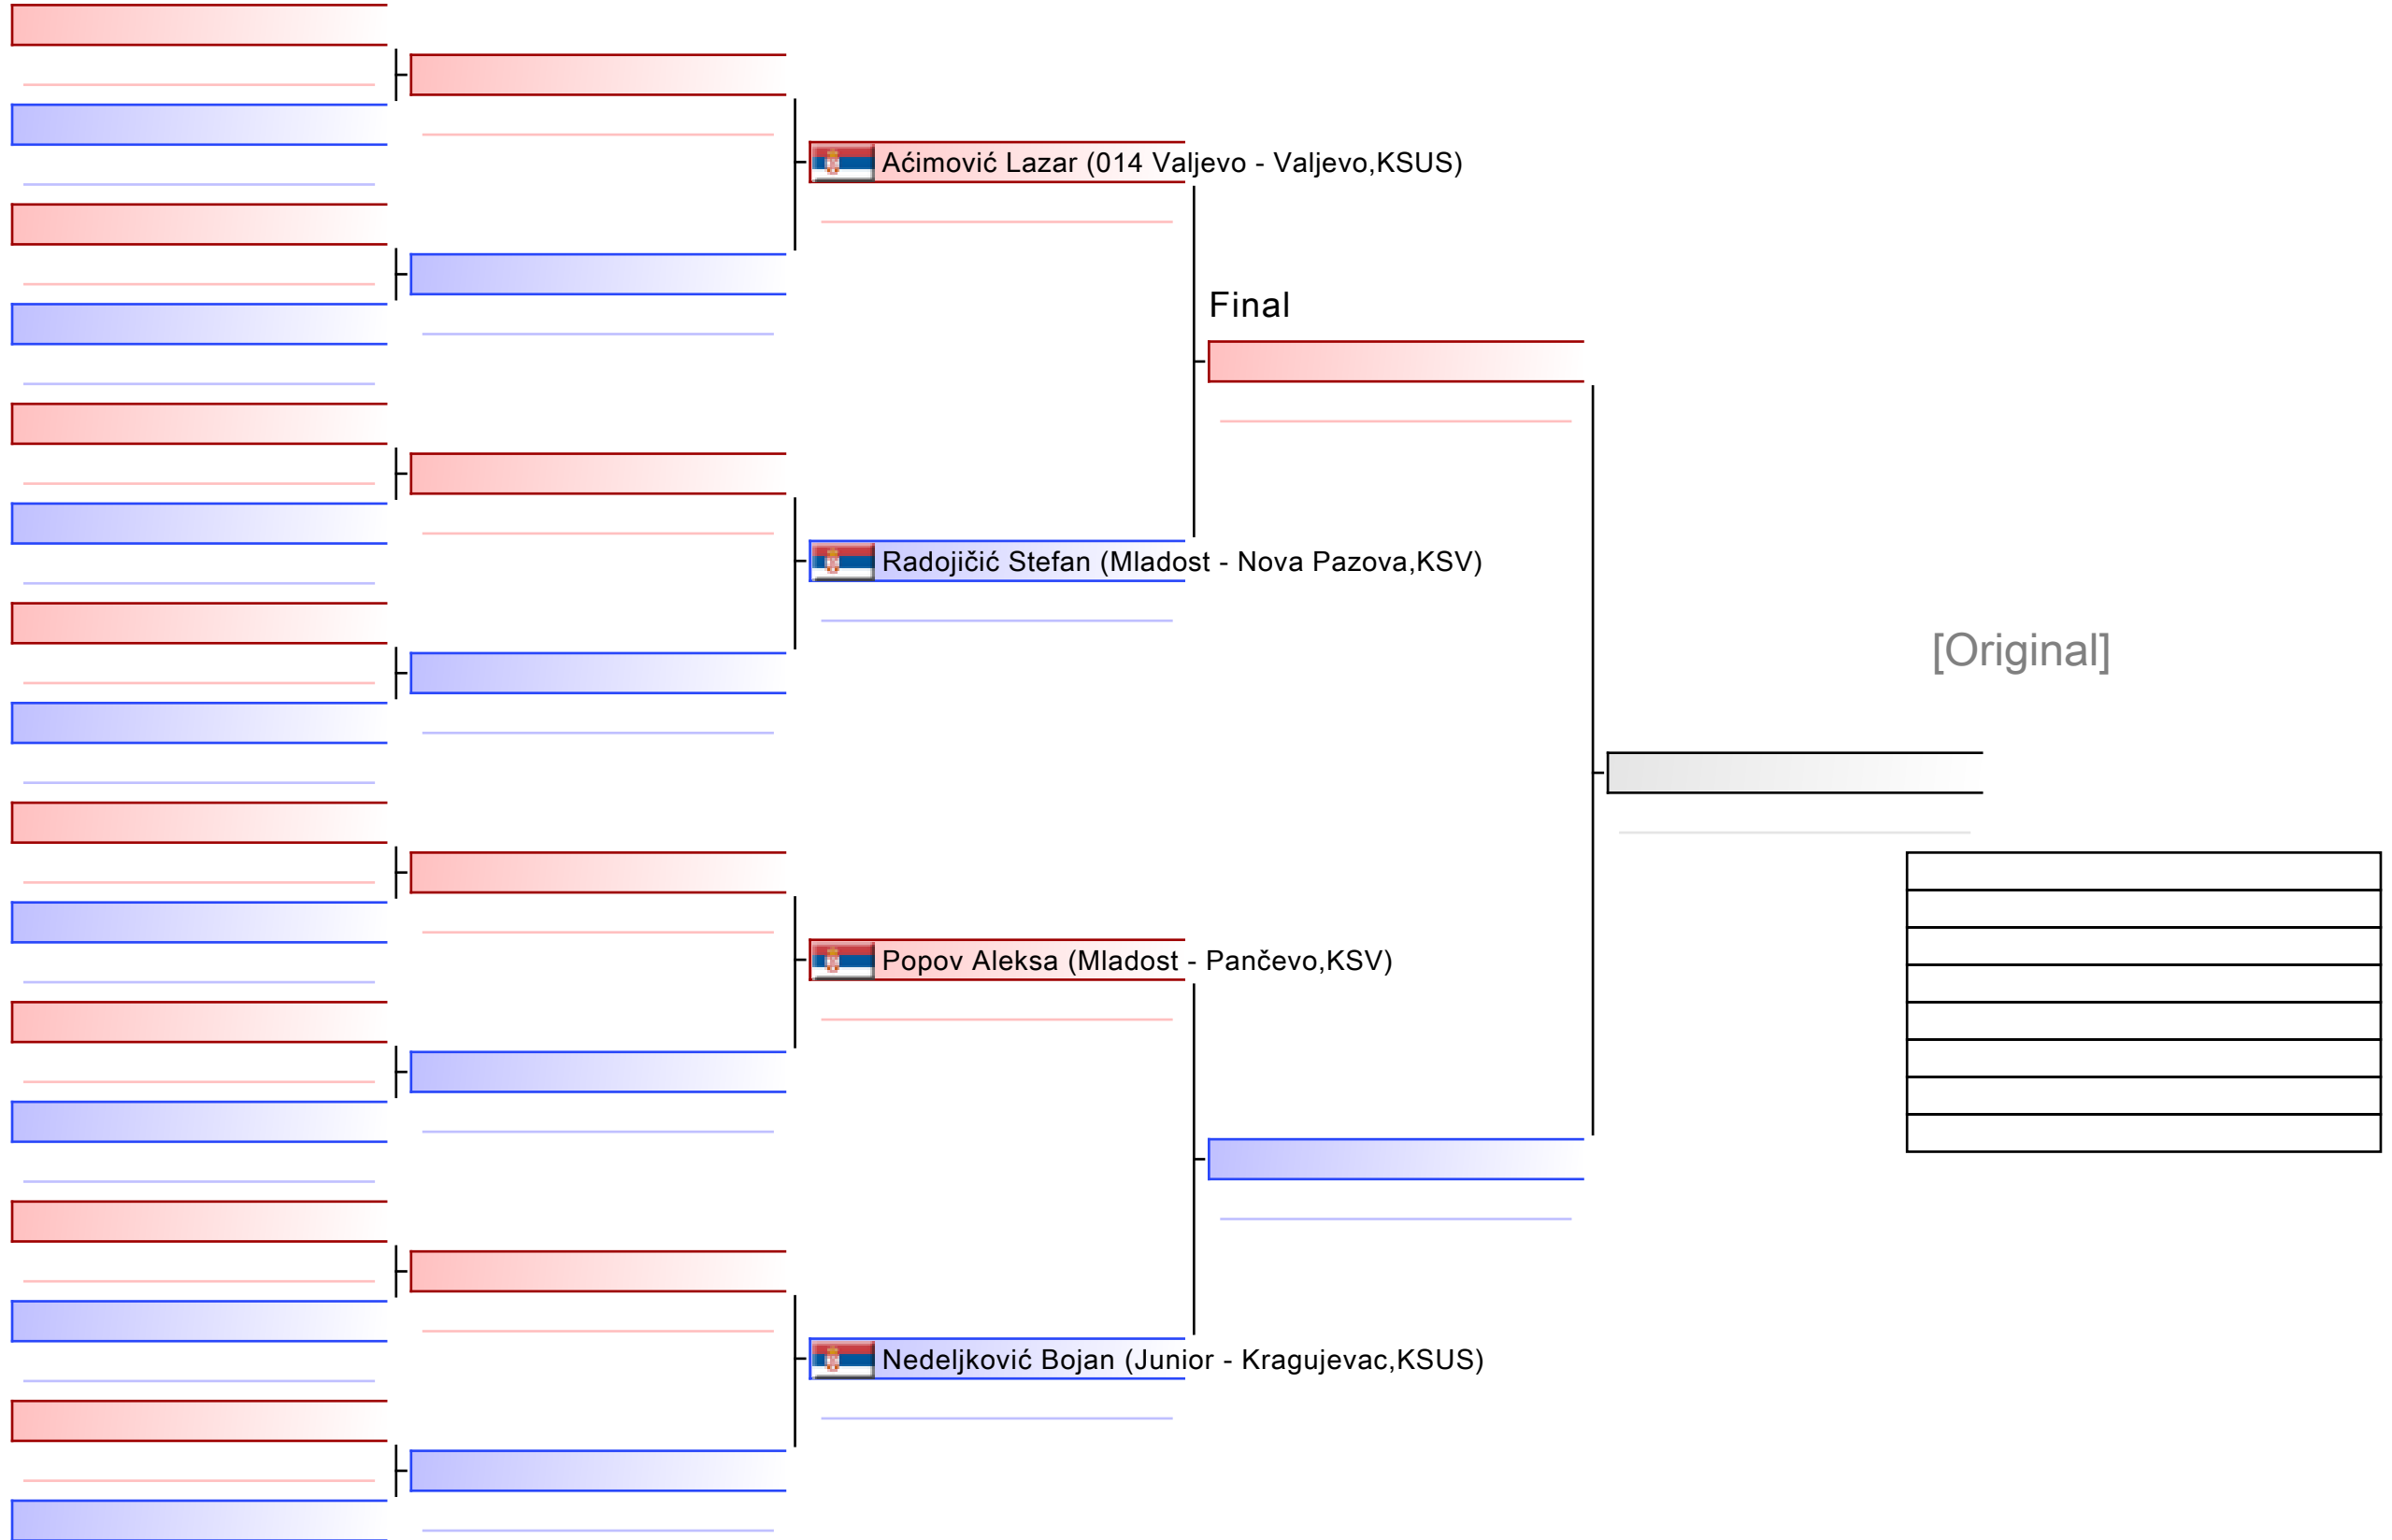 Aćimović Lazar (014 Valjevo - Valjevo,KSUS)
Final
Radojičić Stefan (Mladost - Nova Pazova,KSV)
[Original]
Popov Aleksa (Mladost - Pančevo,KSV)
Nedeljković Bojan (Junior - Kragujevac,KSUS)